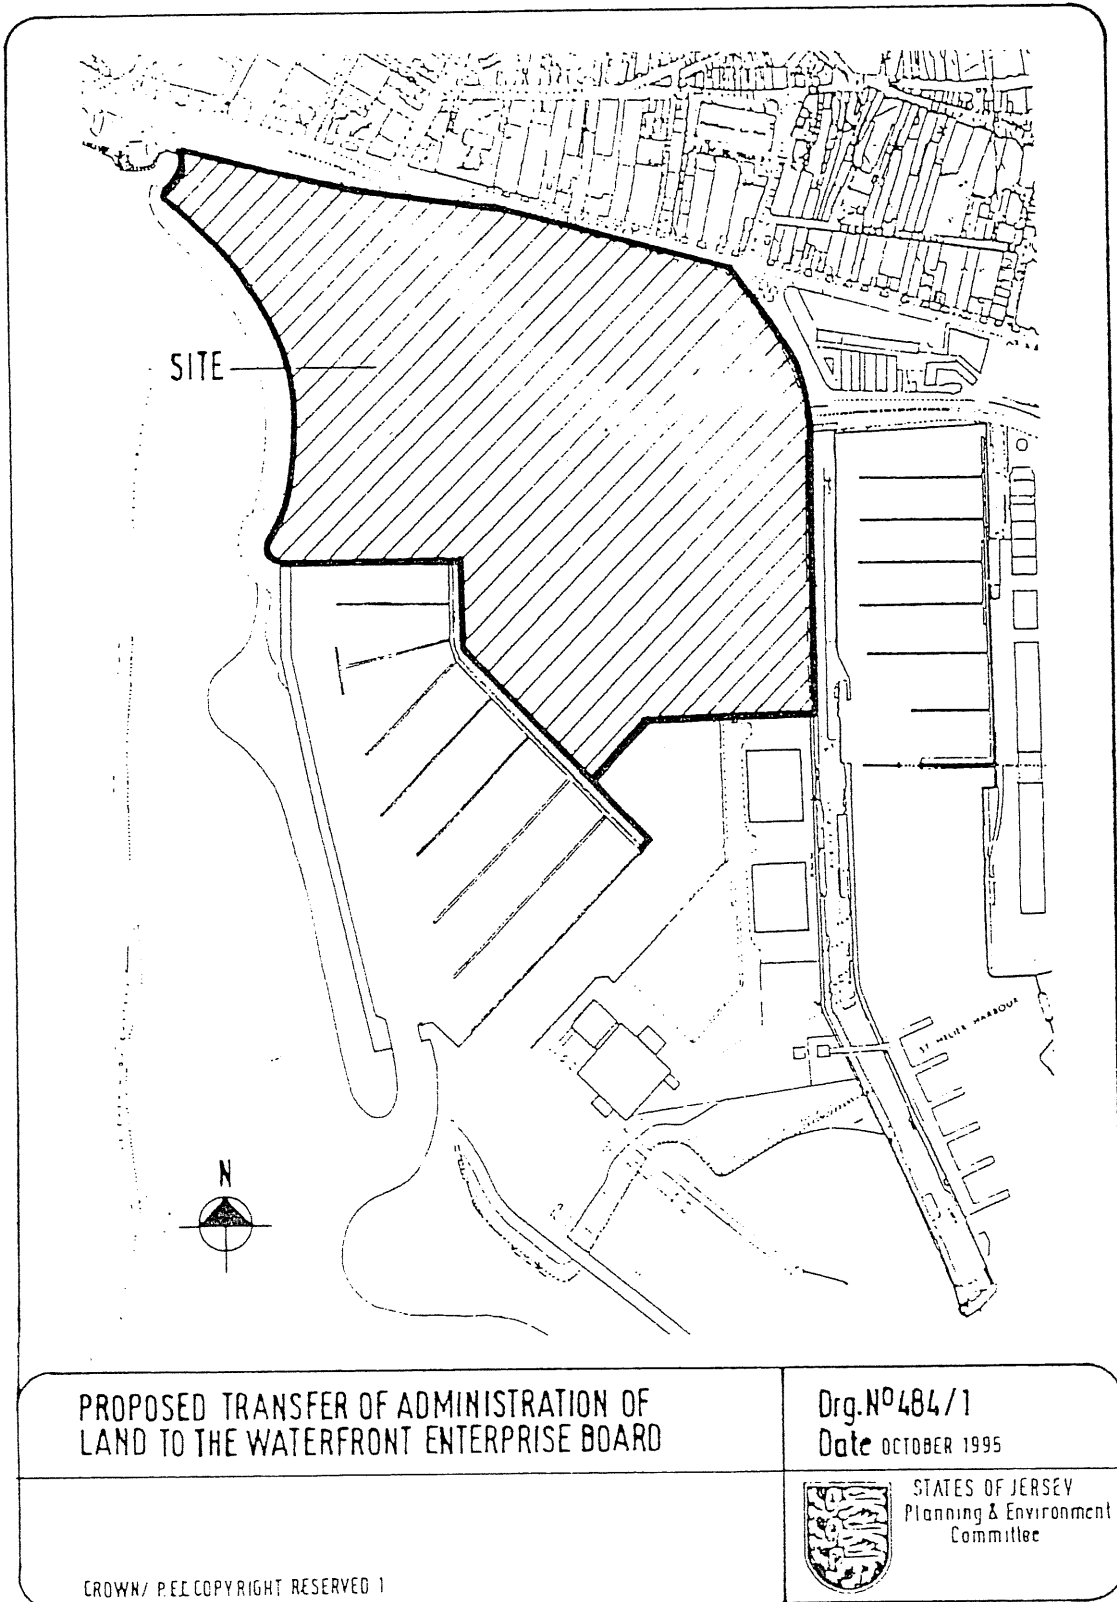 SITE
ST HELIER HARBOUR
N
PROPOSED TRANSFER OF ADMINISTRATION OF
LAND TO THE WATERFRONT ENTERPRISE BOARD
Drg.Nº484/1
Date OCTOBER 1995
STATES OF JERSEY
Planning & Environment
Committee
CROWN/ P.E.C COPYRIGHT RESERVED 1